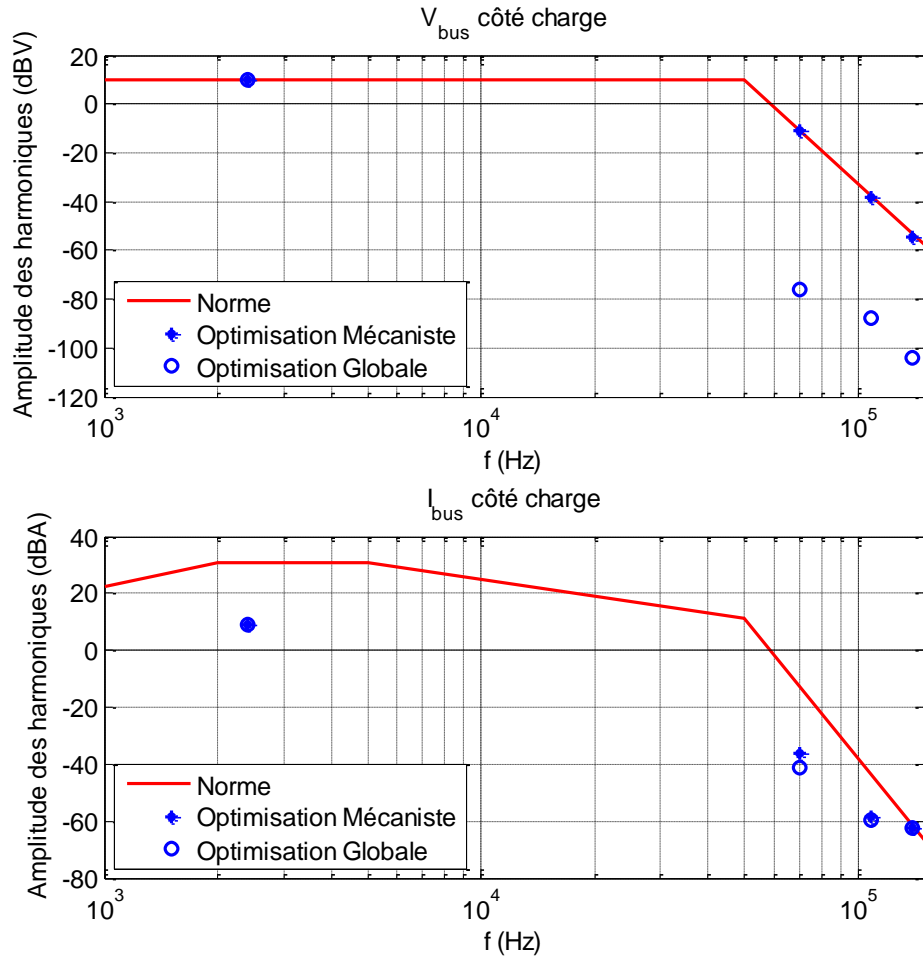 V_bus côté charge
Amplitude des harmoniques (dBV)
20
0
-20
-40
-60
-80
-100
-120
Norme
Optimisation Mécaniste
Optimisation Globale
10^3
10^4
10^5
f (Hz)
I_bus côté charge
Amplitude des harmoniques (dBA)
40
20
0
-20
-40
-60
-80
Norme
Optimisation Mécaniste
Optimisation Globale
10^3
10^4
10^5
f (Hz)